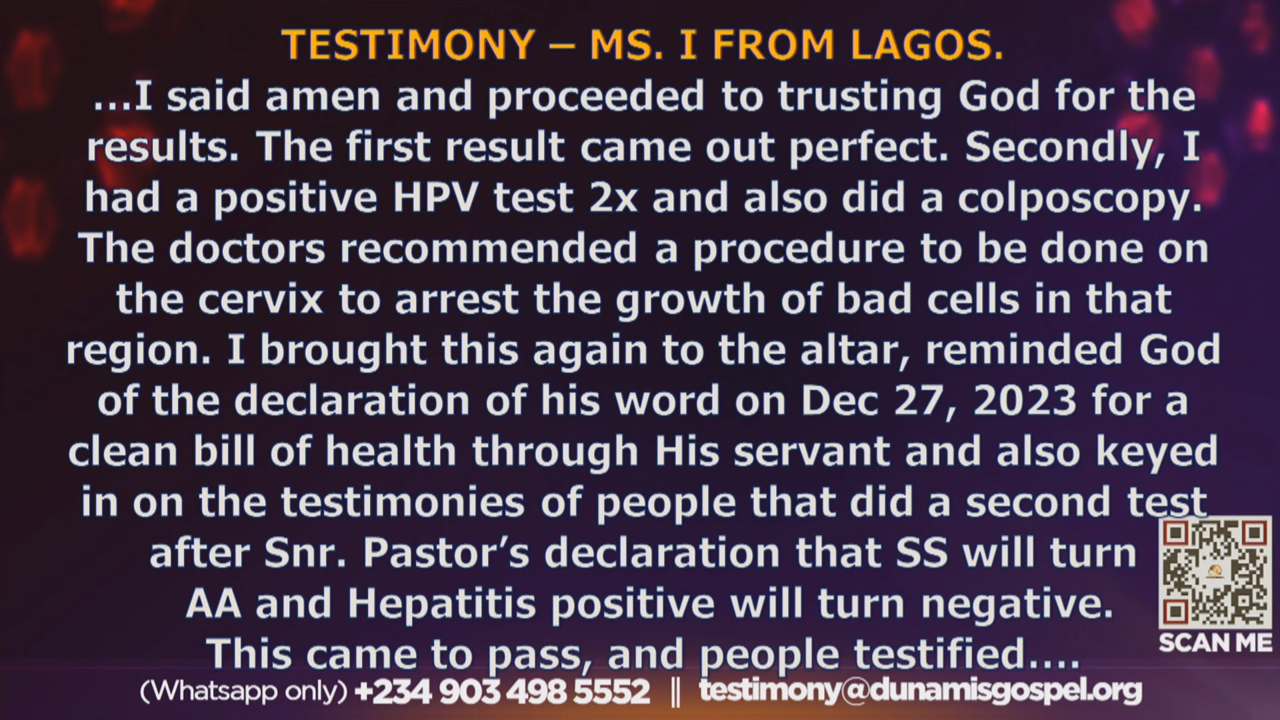 TESTIMONY – MS. I FROM LAGOS.
...I said amen and proceeded to trusting God for the
results. The first result came out perfect. Secondly, I
had a positive HPV test 2x and also did a colposcopy.
The doctors recommended a procedure to be done on
the cervix to arrest the growth of bad cells in that
region. I brought this again to the altar, reminded God
of the declaration of his word on Dec 27, 2023 for a
clean bill of health through His servant and also keyed
in on the testimonies of people that did a second test
after Snr. Pastor’s declaration that SS will turn
AA and Hepatitis positive will turn negative.
This came to pass, and people testified....
SCAN ME
(Whatsapp only) +234 903 498 5552 || testimony@dunamisgospel.org